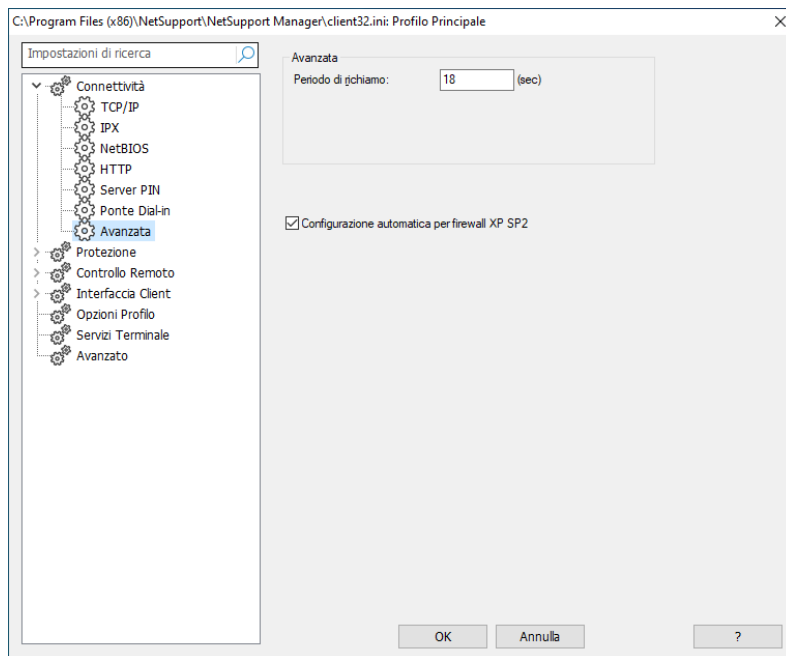 C:\Program Files (x86)\NetSupport\NetSupport Manager\client32.ini: Profilo Principale
Impostazioni di ricerca
Connettività
TCP/IP
IPX
NetBIOS
HTTP
Server PIN
Ponte Dial-in
Avanzata
Protezione
Controllo Remoto
Interfaccia Client
Opzioni Profilo
Servizi Terminale
Avanzato
Avanzata
Periodo di richiamo: 18 (sec)
Configurazione automatica per firewall XP SP2
OK Annulla ?